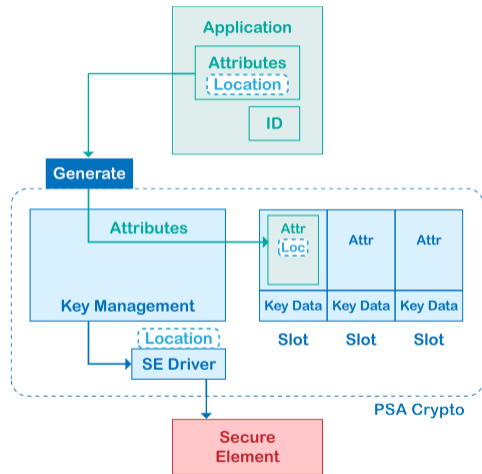 Application
Attributes
Location
ID
Generate
Attributes
Key Management
Attr
Loc
Attr
Attr
Key Data
Key Data
Key Data
Slot
Slot
Slot
Location
SE Driver
PSA Crypto
Secure
Element